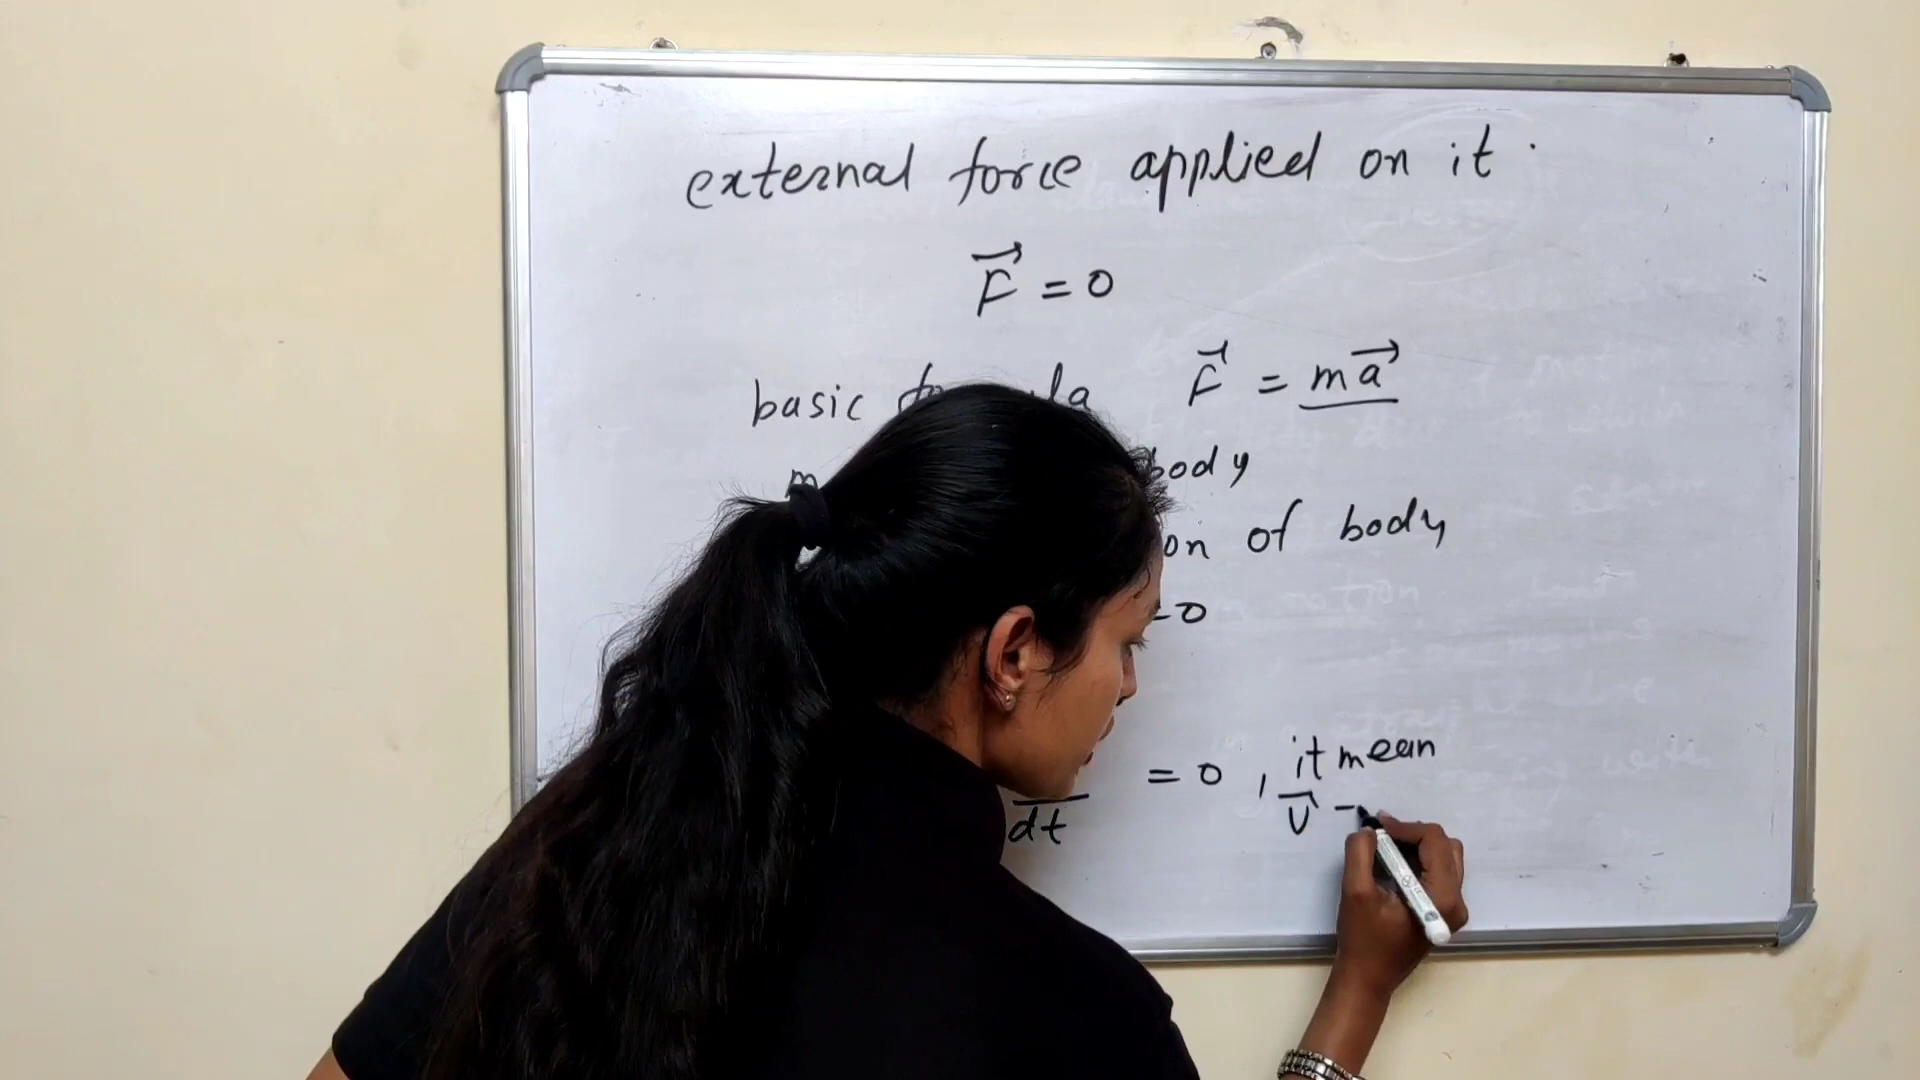 external force applied on it.
F⃗ = 0
basic formula F⃗ = ma⃗
m body
on of body
= 0
dt = 0 , it mean
v⃗ -